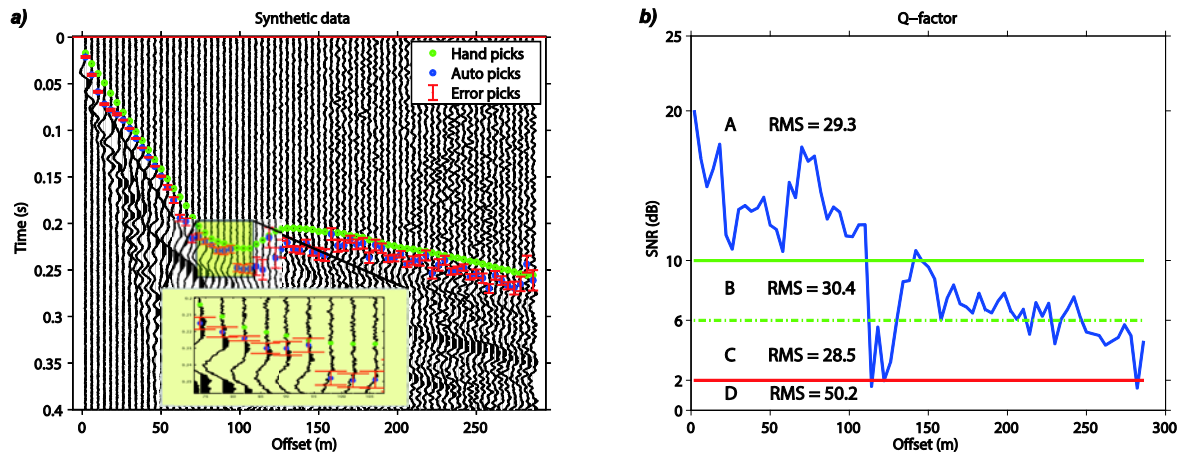 a)
Synthetic data
Hand picks
Auto picks
Error picks
Time (s)
0
0.05
0.1
0.15
0.2
0.25
0.3
0.35
0.4
0 50 100 150 200 250
Offset (m)
b)
Q−factor
SNR (dB)
25
20
10
6
2
0
A RMS = 29.3
B RMS = 30.4
C RMS = 28.5
D RMS = 50.2
0 50 100 150 200 250 300
Offset (m)